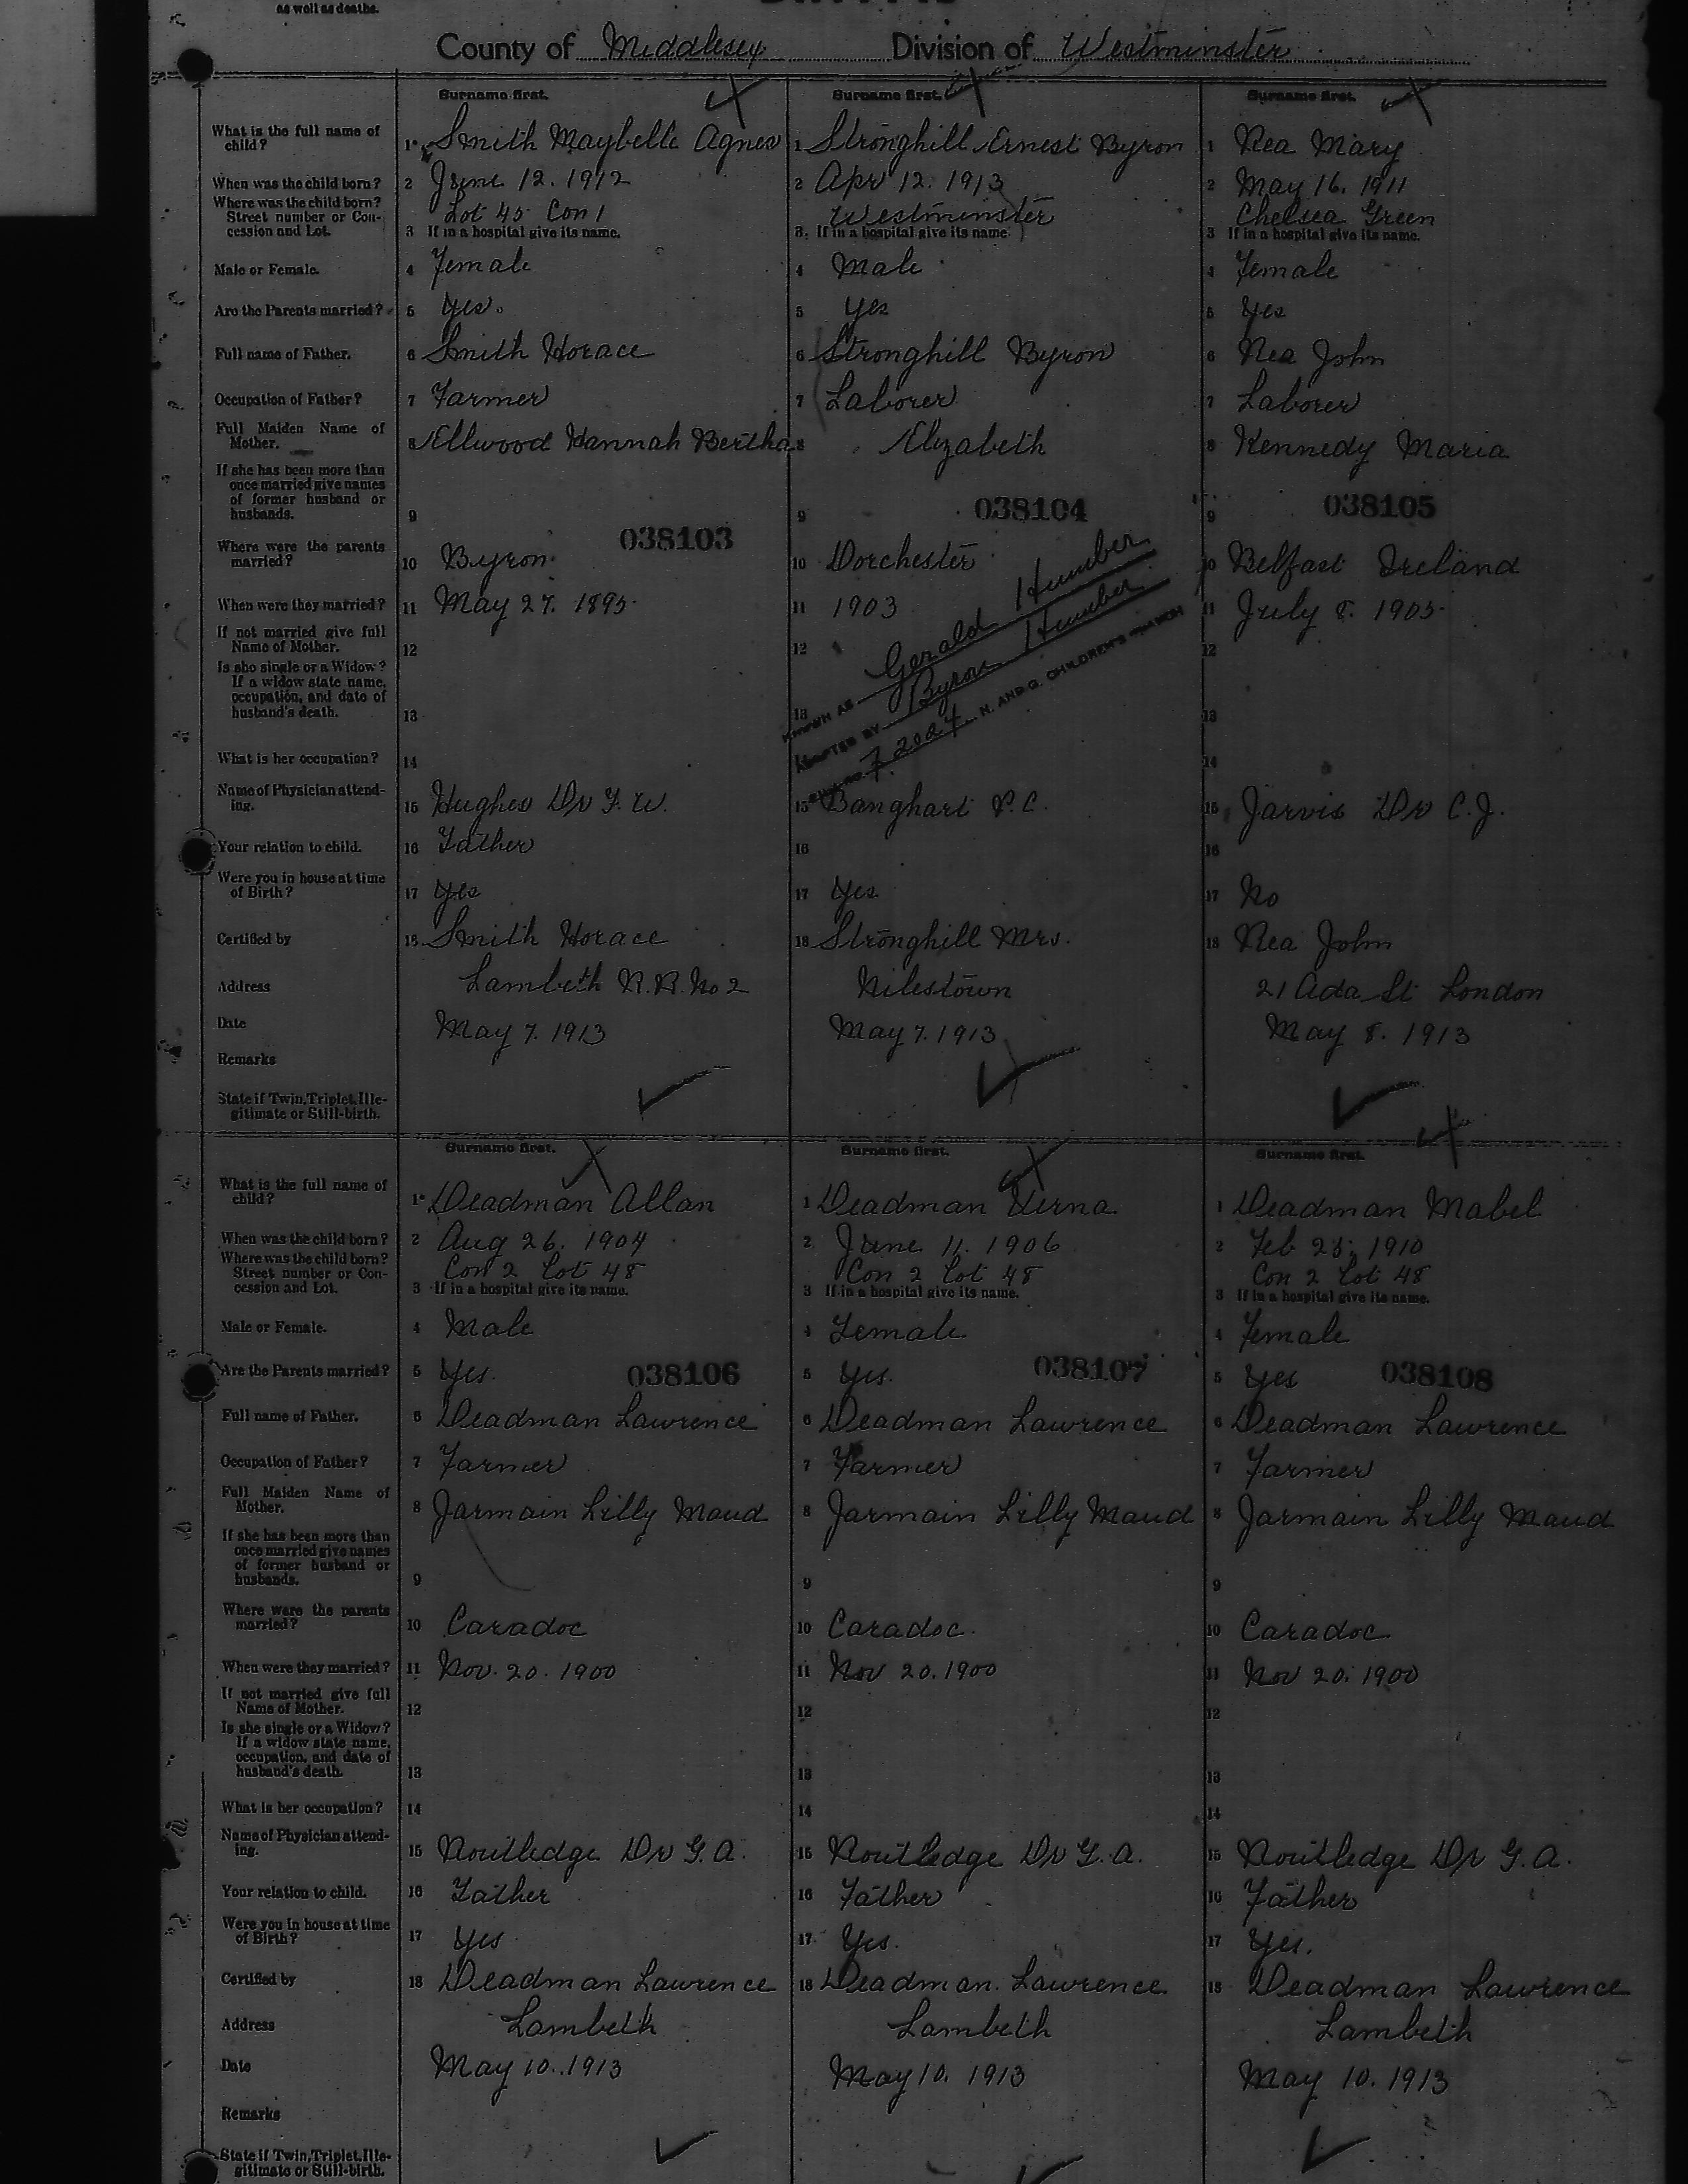 as well as deaths.
County of Middlesex Division of Westminster
Surname first. Surname first. Surname first.
What is the full name of child? 1 Smith Maybelle Agnes 1 Stronghill Ernest Byron 1 Rea Mary
When was the child born? 2 June 12. 1912 2 Apr 12. 1913 2 May 16. 1911
Where was the child born? Street number or Concession and Lot. Lot 45 Con 1 Westminster Chelsea Green
3 If in a hospital give its name. 3. If in a hospital give its name 3 If in a hospital give its name.
Male or Female. 4 Female 4 Male 4 Female
Are the Parents married? 5 Yes. 5 Yes 5 Yes
Full name of Father. 6 Smith Horace 6 Stronghill Byron 6 Rea John
Occupation of Father? 7 Farmer 7 Laborer 7 Laborer
Full Maiden Name of Mother. 8 Ellwood Hannah Bertha 8 Elizabeth 8 Kennedy Maria
If she has been more than once married give names of former husband or husbands. 9 9 9
038103 038104 038105
Where were the parents married? 10 Byron 10 Dorchester 10 Belfast Ireland
When were they married? 11 May 27. 1895 11 1903 11 July 8. 1905
If not married give full Name of Mother. 12 12 12
Is she single or a Widow? If a widow state name, occupation, and date of husband's death. 13 13 13
KNOWN AS Gerald Humber
ADOPTED BY Byron Humber
7.2024 N. AND G. CHILDREN'S
What is her occupation? 14 14
Name of Physician attending. 15 Hughes Dr F. W. 15 Banghart P. C. 15 Jarvis Dr C. J.
Your relation to child. 16 Father 16 16
Were you in house at time of Birth? 17 Yes 17 Yes 17 No
Certified by 18 Smith Horace 18 Stronghill Mrs. 18 Rea John
Address Lambeth R.R. No 2 Nilestown 21 Ada St London
Date May 7. 1913 May 7. 1913 May 8. 1913
Remarks
State if Twin, Triplet, Illegitimate or Still-birth.
Surname first. Surname first. Surname first.
What is the full name of child? 1 Deadman Allan 1 Deadman Verna 1 Deadman Mabel
When was the child born? 2 Aug 26. 1904 2 June 11. 1906 2 Feb 1910
Where was the child born? Street number or Concession and Lot. Con 2 Lot 48 Con 2 Lot 48 Con 2 Lot 48
3 If in a hospital give its name. 3 If in a hospital give its name. 3 If in a hospital give its name.
Male or Female. 4 Male 4 Female 4 Female
Are the Parents married? 5 Yes. 038106 5 Yes. 038107 5 Yes 038108
Full name of Father. 6 Deadman Lawrence 6 Deadman Lawrence 6 Deadman Lawrence
Occupation of Father? 7 Farmer 7 Farmer 7 Farmer
Full Maiden Name of Mother. 8 Jarmain Lilly Maud 8 Jarmain Lilly Maud 8 Jarmain Lilly Maud
If she has been more than once married give names of former husband or husbands. 9 9 9
Where were the parents married? 10 Caradoc 10 Caradoc. 10 Caradoc
When were they married? 11 Nov. 20. 1900 11 Nov 20. 1900 11 Nov 20. 1900
If not married give full Name of Mother. 12 12 12
Is she single or a Widow? If a widow state name, occupation, and date of husband's death. 13 13 13
What is her occupation? 14 14 14
Name of Physician attending. 15 Routledge Dr G. A. 15 Routledge Dr G. A. 15 Routledge Dr G. A.
Your relation to child. 16 Father 16 Father 16 Father
Were you in house at time of Birth? 17 Yes 17 Yes. 17 Yes.
Certified by 18 Deadman Lawrence 18 Deadman. Lawrence 18 Deadman Lawrence
Address Lambeth Lambeth Lambeth
Date May 10. 1913 May 10. 1913 May 10. 1913
Remarks
State if Twin, Triplet, Illegitimate or Still-birth.